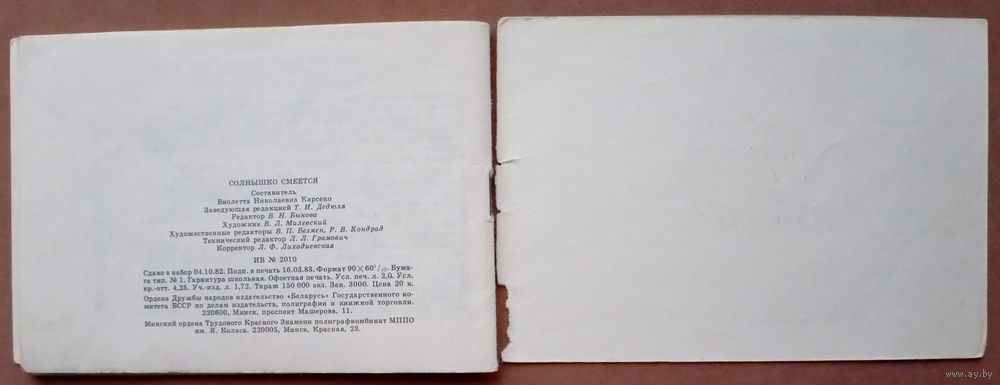 СОЛНЫШКО СМЕЕТСЯ
Составитель
Виолетта Николаевна Карсеко
Заведующая редакцией Т. И. Дедюля
Редактор В. Н. Быкова
Художник В. Л. Милевский
Художественные редакторы В. П. Безмен, Р. В. Кондрад
Технический редактор Л. Л. Грамович
Корректор Л. Ф. Лихадиевская
ИБ № 2010
Сдано в набор 04.10.82. Подп. в печать 16.03.83. Формат 90×60¹/₃₂. Бума-
га тип. № 1. Гарнитура школьная. Офсетная печать. Усл. печ. л. 2,0. Усл.
кр.-отт. 4,25. Уч.-изд. л. 1,72. Тираж 150 000 экз. Зак. 3000. Цена 20 к.
Ордена Дружбы народов издательство «Беларусь» Государственного ко-
митета БССР по делам издательств, полиграфии и книжной торговли.
220600, Минск, проспект Машерова, 11.
Минский ордена Трудового Красного Знамени полиграфкомбинат МППО
им. Я. Коласа. 220005, Минск, Красная, 23.
www.ay.by